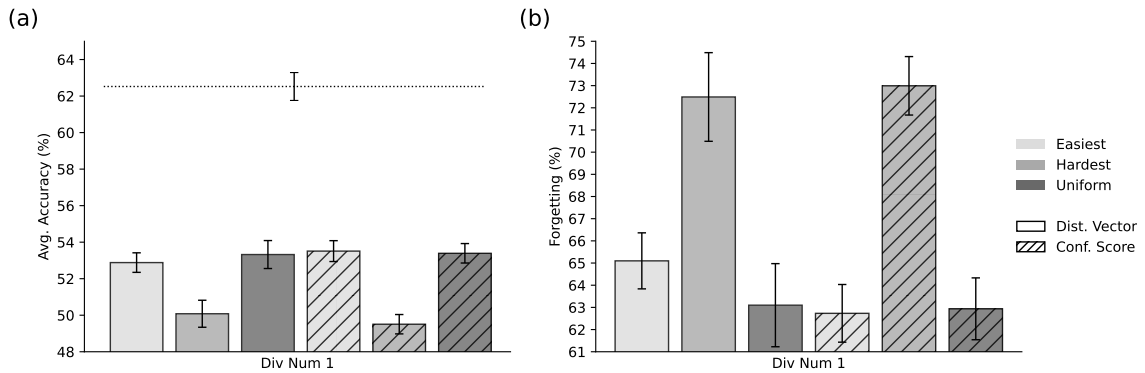 (a)
Avg. Accuracy (%)
64
62
60
58
56
54
52
50
48
Div Num 1
(b)
Forgetting (%)
75
74
73
72
71
70
69
68
67
66
65
64
63
62
61
Div Num 1
Easiest
Hardest
Uniform
Dist. Vector
Conf. Score